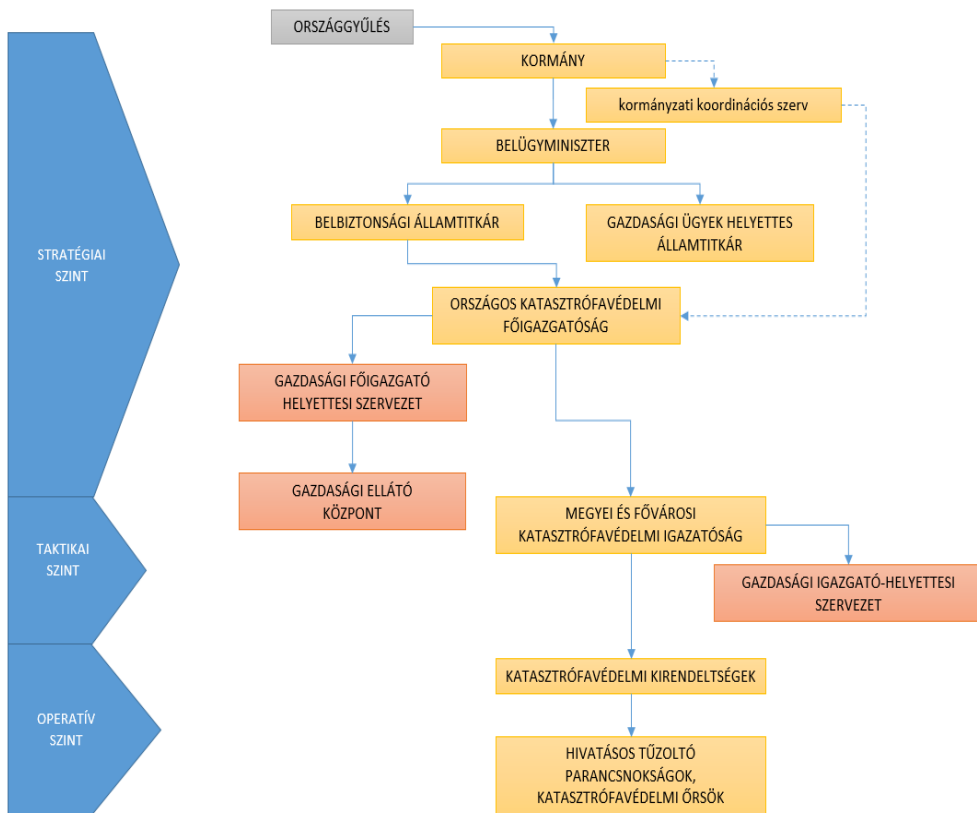 ORSZÁGGYŰLÉS
KORMÁNY
kormányzati koordinációs szerv
BELÜGYMINISZTER
BELBIZTONSÁGI ÁLLAMTITKÁR
GAZDASÁGI ÜGYEK HELYETTES
ÁLLAMTITKÁR
STRATÉGIAI
SZINT
ORSZÁGOS KATASZTRÓFAVÉDELMI
FŐIGAZGATÓSÁG
GAZDASÁGI FŐIGAZGATÓ
HELYETTESI SZERVEZET
GAZDASÁGI ELLÁTÓ
KÖZPONT
MEGYEI ÉS FŐVÁROSI
KATASZTRÓFAVÉDELMI IGAZATÓSÁG
TAKTIKAI
SZINT
GAZDASÁGI IGAZGATÓ-HELYETTESI
SZERVEZET
KATASZTRÓFAVÉDELMI KIRENDELTSÉGEK
OPERATÍV
SZINT
HIVATÁSOS TŰZOLTÓ
PARANCSNOKSÁGOK,
KATASZTRÓFAVÉDELMI ŐRSÖK